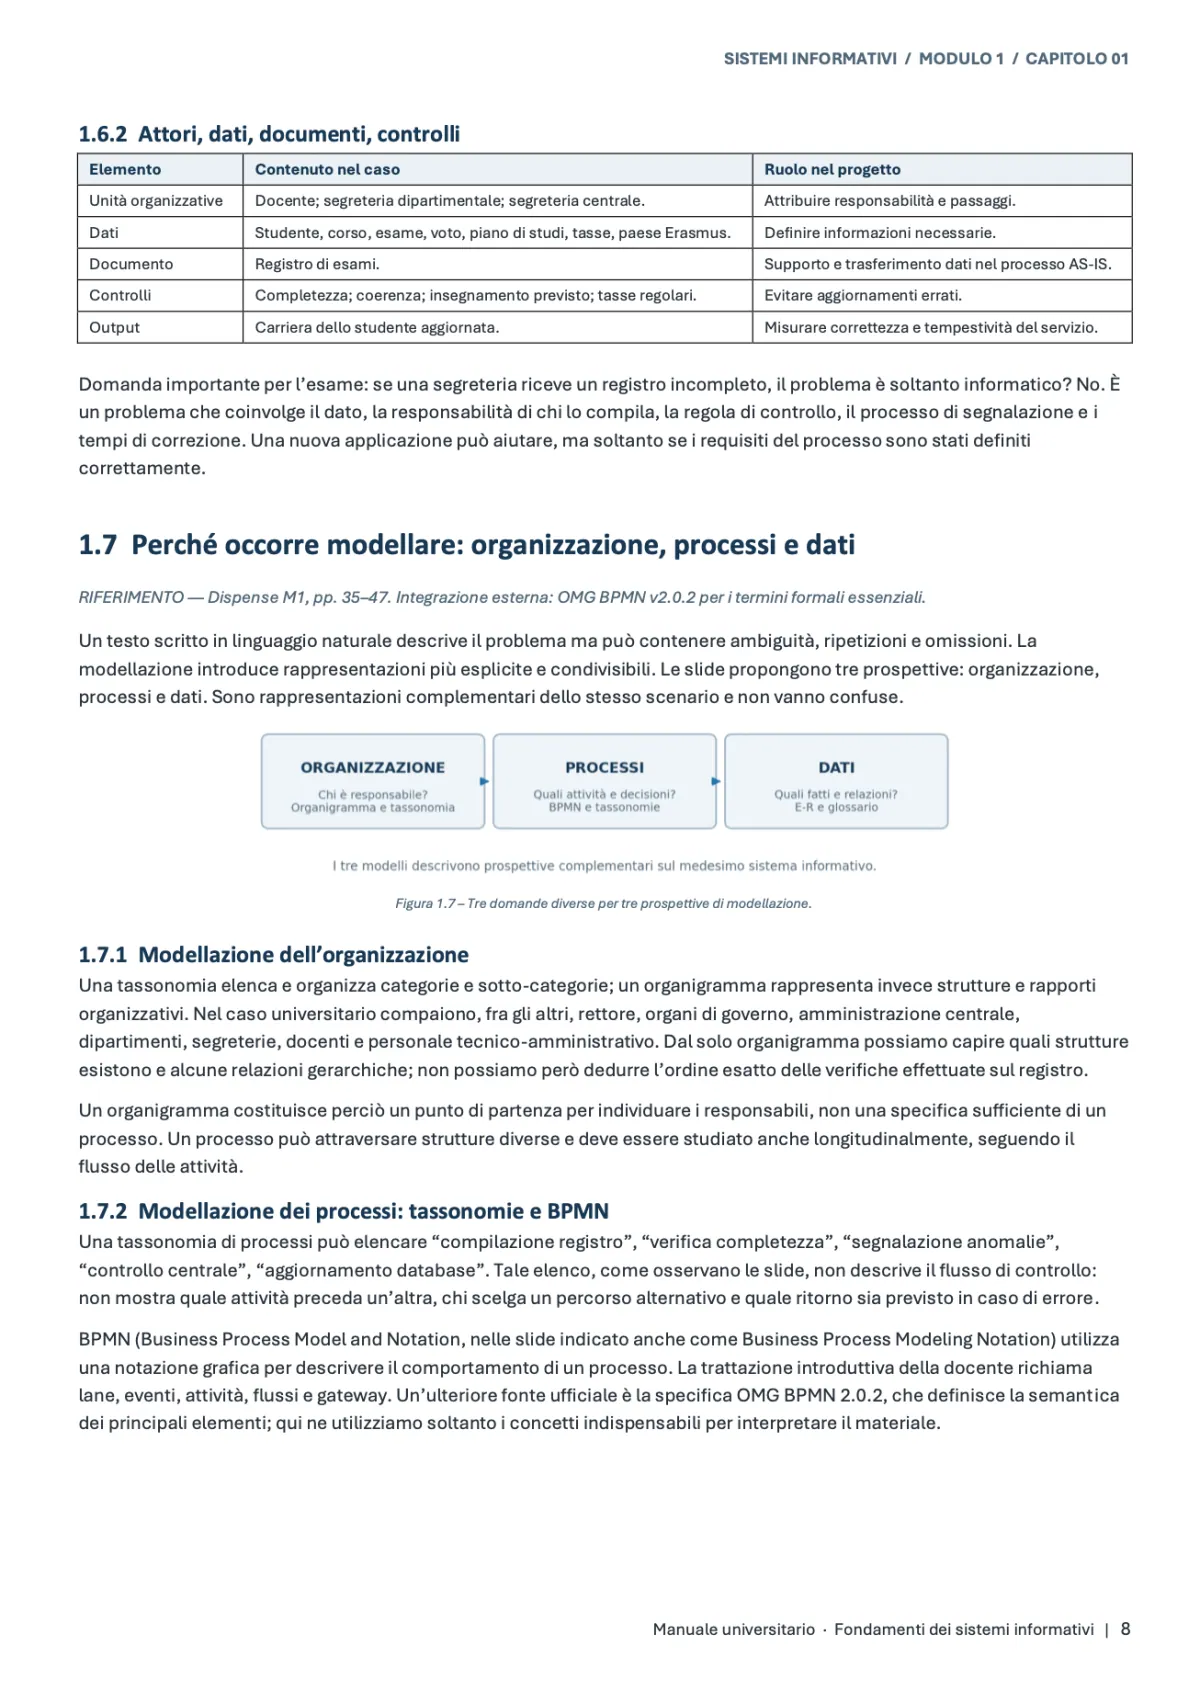 SISTEMI INFORMATIVI / MODULO 1 / CAPITOLO 01
1.6.2 Attori, dati, documenti, controlli
Elemento Contenuto nel caso Ruolo nel progetto
Unità organizzative Docente; segreteria dipartimentale; segreteria centrale. Attribuire responsabilità e passaggi.
Dati Studente, corso, esame, voto, piano di studi, tasse, paese Erasmus. Definire informazioni necessarie.
Documento Registro di esami. Supporto e trasferimento dati nel processo AS-IS.
Controlli Completezza; coerenza; insegnamento previsto; tasse regolari. Evitare aggiornamenti errati.
Output Carriera dello studente aggiornata. Misurare correttezza e tempestività del servizio.
Domanda importante per l’esame: se una segreteria riceve un registro incompleto, il problema è soltanto informatico? No. È
un problema che coinvolge il dato, la responsabilità di chi lo compila, la regola di controllo, il processo di segnalazione e i
tempi di correzione. Una nuova applicazione può aiutare, ma soltanto se i requisiti del processo sono stati definiti
correttamente.
1.7 Perché occorre modellare: organizzazione, processi e dati
RIFERIMENTO — Dispense M1, pp. 35–47. Integrazione esterna: OMG BPMN v2.0.2 per i termini formali essenziali.
Un testo scritto in linguaggio naturale descrive il problema ma può contenere ambiguità, ripetizioni e omissioni. La
modellazione introduce rappresentazioni più esplicite e condivisibili. Le slide propongono tre prospettive: organizzazione,
processi e dati. Sono rappresentazioni complementari dello stesso scenario e non vanno confuse.
ORGANIZZAZIONE PROCESSI DATI
Chi è responsabile? Quali attività e decisioni? Quali fatti e relazioni?
Organigramma e tassonomia BPMN e tassonomie E-R e glossario
I tre modelli descrivono prospettive complementari sul medesimo sistema informativo.
Figura 1.7 – Tre domande diverse per tre prospettive di modellazione.
1.7.1 Modellazione dell’organizzazione
Una tassonomia elenca e organizza categorie e sotto-categorie; un organigramma rappresenta invece strutture e rapporti
organizzativi. Nel caso universitario compaiono, fra gli altri, rettore, organi di governo, amministrazione centrale,
dipartimenti, segreterie, docenti e personale tecnico-amministrativo. Dal solo organigramma possiamo capire quali strutture
esistono e alcune relazioni gerarchiche; non possiamo però dedurre l’ordine esatto delle verifiche effettuate sul registro.
Un organigramma costituisce perciò un punto di partenza per individuare i responsabili, non una specifica sufficiente di un
processo. Un processo può attraversare strutture diverse e deve essere studiato anche longitudinalmente, seguendo il
flusso delle attività.
1.7.2 Modellazione dei processi: tassonomie e BPMN
Una tassonomia di processi può elencare “compilazione registro”, “verifica completezza”, “segnalazione anomalie”,
“controllo centrale”, “aggiornamento database”. Tale elenco, come osservano le slide, non descrive il flusso di controllo:
non mostra quale attività preceda un’altra, chi scelga un percorso alternativo e quale ritorno sia previsto in caso di errore.
BPMN (Business Process Model and Notation, nelle slide indicato anche come Business Process Modeling Notation) utilizza
una notazione grafica per descrivere il comportamento di un processo. La trattazione introduttiva della docente richiama
lane, eventi, attività, flussi e gateway. Un’ulteriore fonte ufficiale è la specifica OMG BPMN 2.0.2, che definisce la semantica
dei principali elementi; qui ne utilizziamo soltanto i concetti indispensabili per interpretare il materiale.
Manuale universitario · Fondamenti dei sistemi informativi | 8